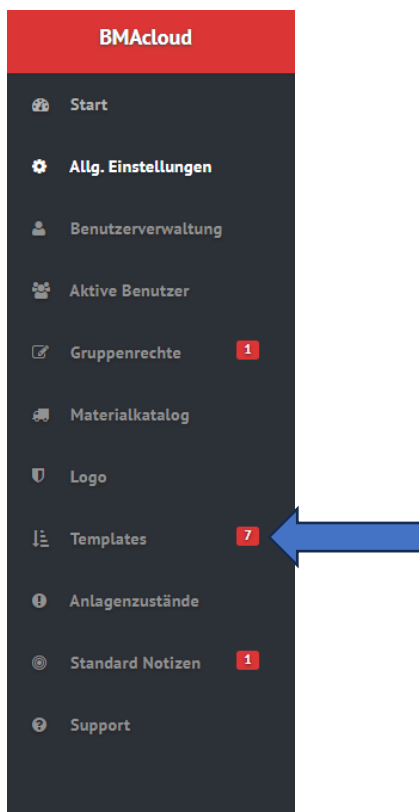 BMAcloud
Start
Allg. Einstellungen
Benutzerverwaltung
Aktive Benutzer
Gruppenrechte 1
Materialkatalog
Logo
Templates 7
Anlagenzustände
Standard Notizen 1
Support